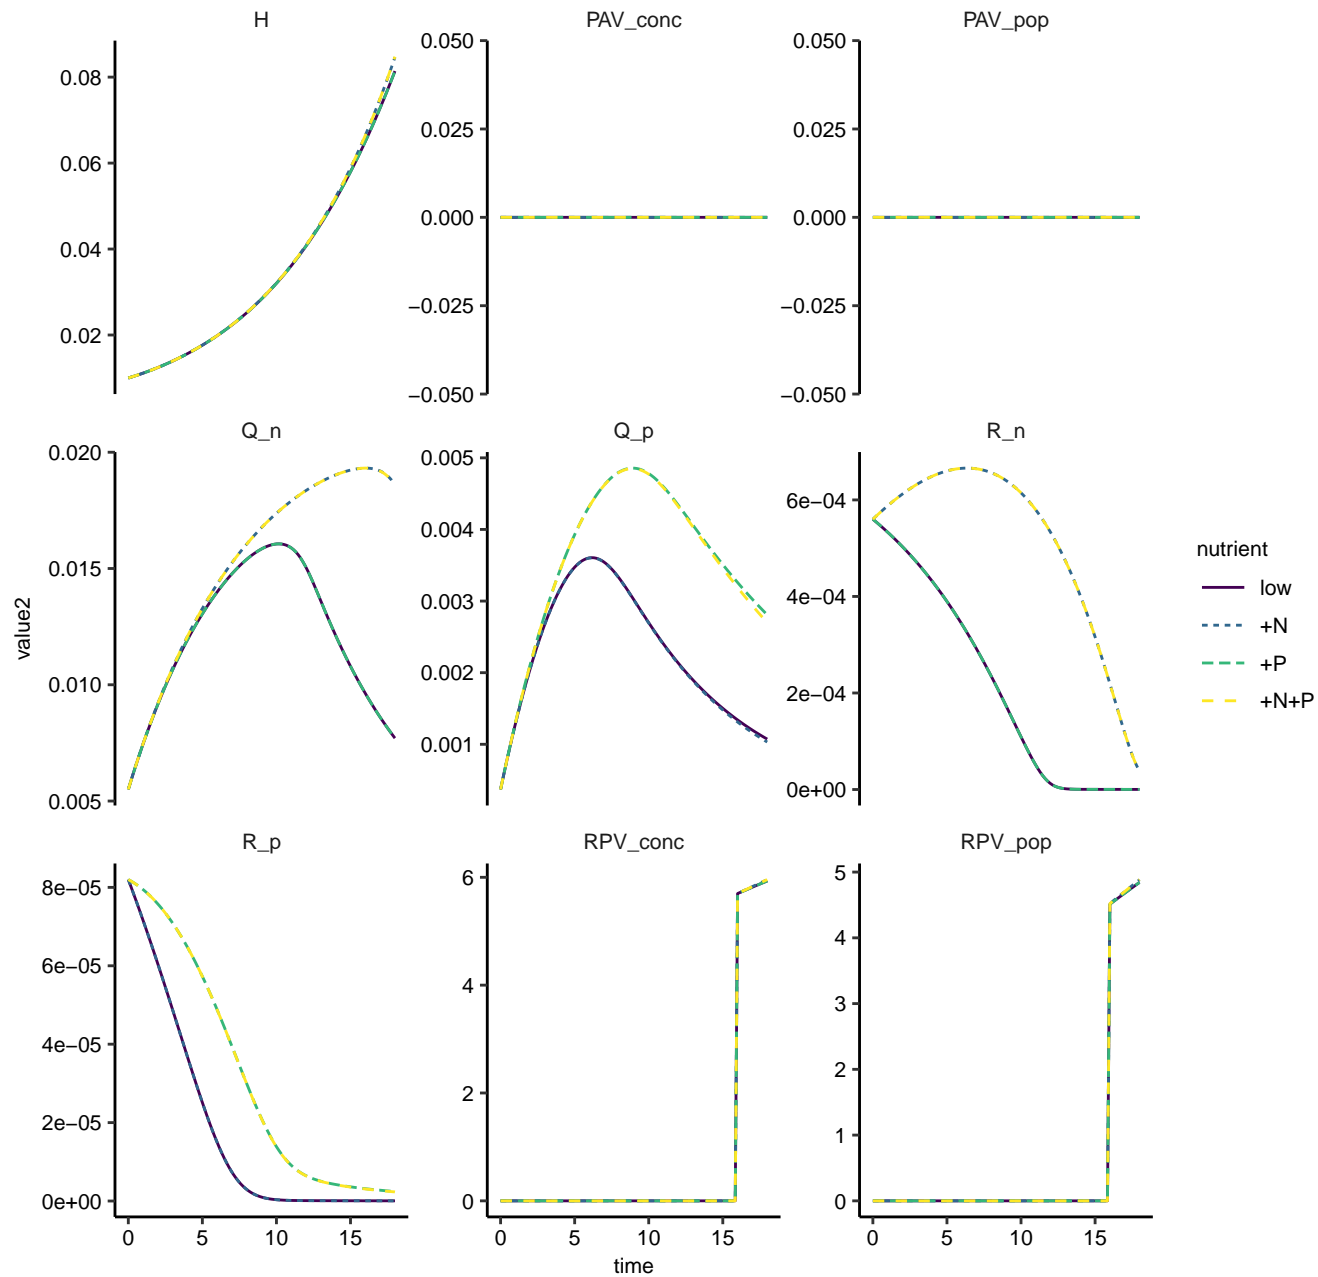 H
PAV_conc
PAV_pop
0.08
0.06
0.04
0.02
0.050
0.025
0.000
−0.025
−0.050
0.050
0.025
0.000
−0.025
−0.050
Q_n
Q_p
R_n
0.020
0.015
0.010
0.005
0.005
0.004
0.003
0.002
0.001
6e−04
4e−04
2e−04
0e+00
value2
nutrient
low
+N
+P
+N+P
R_p
RPV_conc
RPV_pop
8e−05
6e−05
4e−05
2e−05
0e+00
6
4
2
0
5
4
3
2
1
0
0 5 10 15
0 5 10 15
0 5 10 15
time